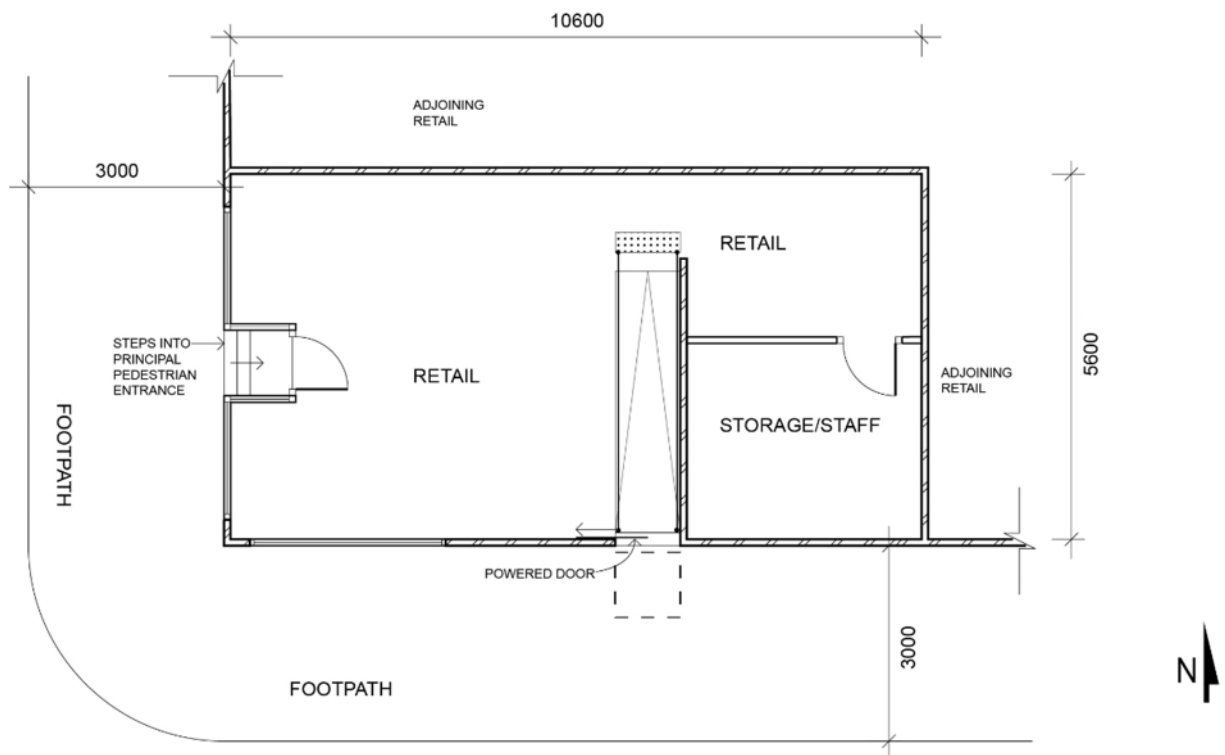 10600
ADJOINING
RETAIL
3000
RETAIL
STEPS INTO
PRINCIPAL
PEDESTRIAN
ENTRANCE
RETAIL
ADJOINING
RETAIL
5600
STORAGE/STAFF
FOOTPATH
POWERED DOOR
3000
FOOTPATH
N